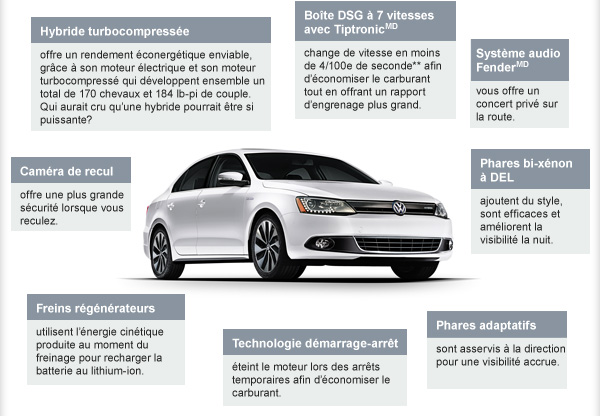 Hybride turbocompressée
offre un rendement éconergétique enviable,
grâce à son moteur électrique et son moteur
turbocompressé qui développent ensemble un
total de 170 chevaux et 184 lb-pi de couple.
Qui aurait cru qu'une hybride pourrait être si
puissante?
Boîte DSG à 7 vitesses
avec Tiptronicᴹᴰ
change de vitesse en moins
de 4/100e de seconde** afin
d'économiser le carburant
tout en offrant un rapport
d'engrenage plus grand.
Système audio
Fenderᴹᴰ
vous offre un
concert privé sur
la route.
Caméra de recul
offre une plus grande
sécurité lorsque vous
reculez.
Phares bi-xénon
à DEL
ajoutent du style,
sont efficaces et
améliorent la
visibilité la nuit.
Freins régénérateurs
utilisent l'énergie cinétique
produite au moment du
freinage pour recharger la
batterie au lithium-ion.
Technologie démarrage-arrêt
éteint le moteur lors des arrêts
temporaires afin d'économiser le
carburant.
Phares adaptatifs
sont asservis à la direction
pour une visibilité accrue.